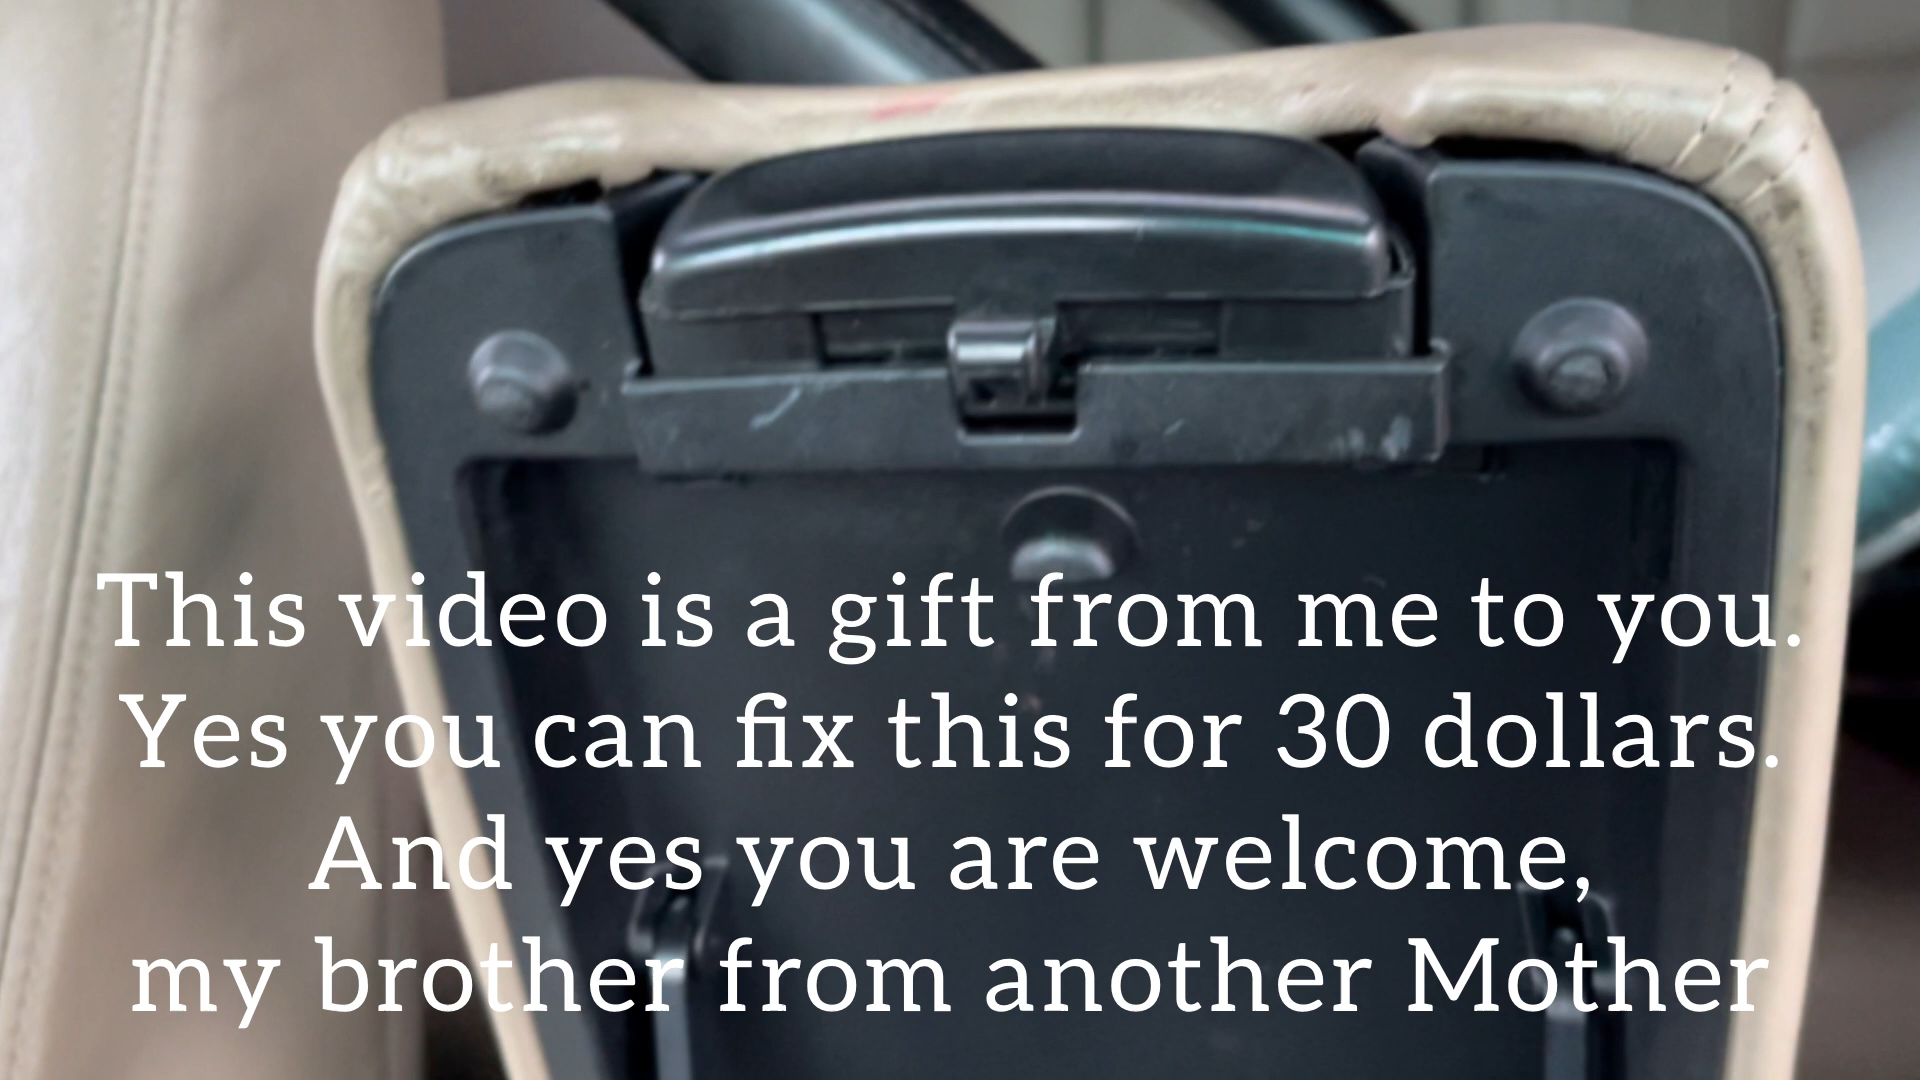 This video is a gift from me to you.
Yes you can fix this for 30 dollars.
And yes you are welcome,
my brother from another Mother